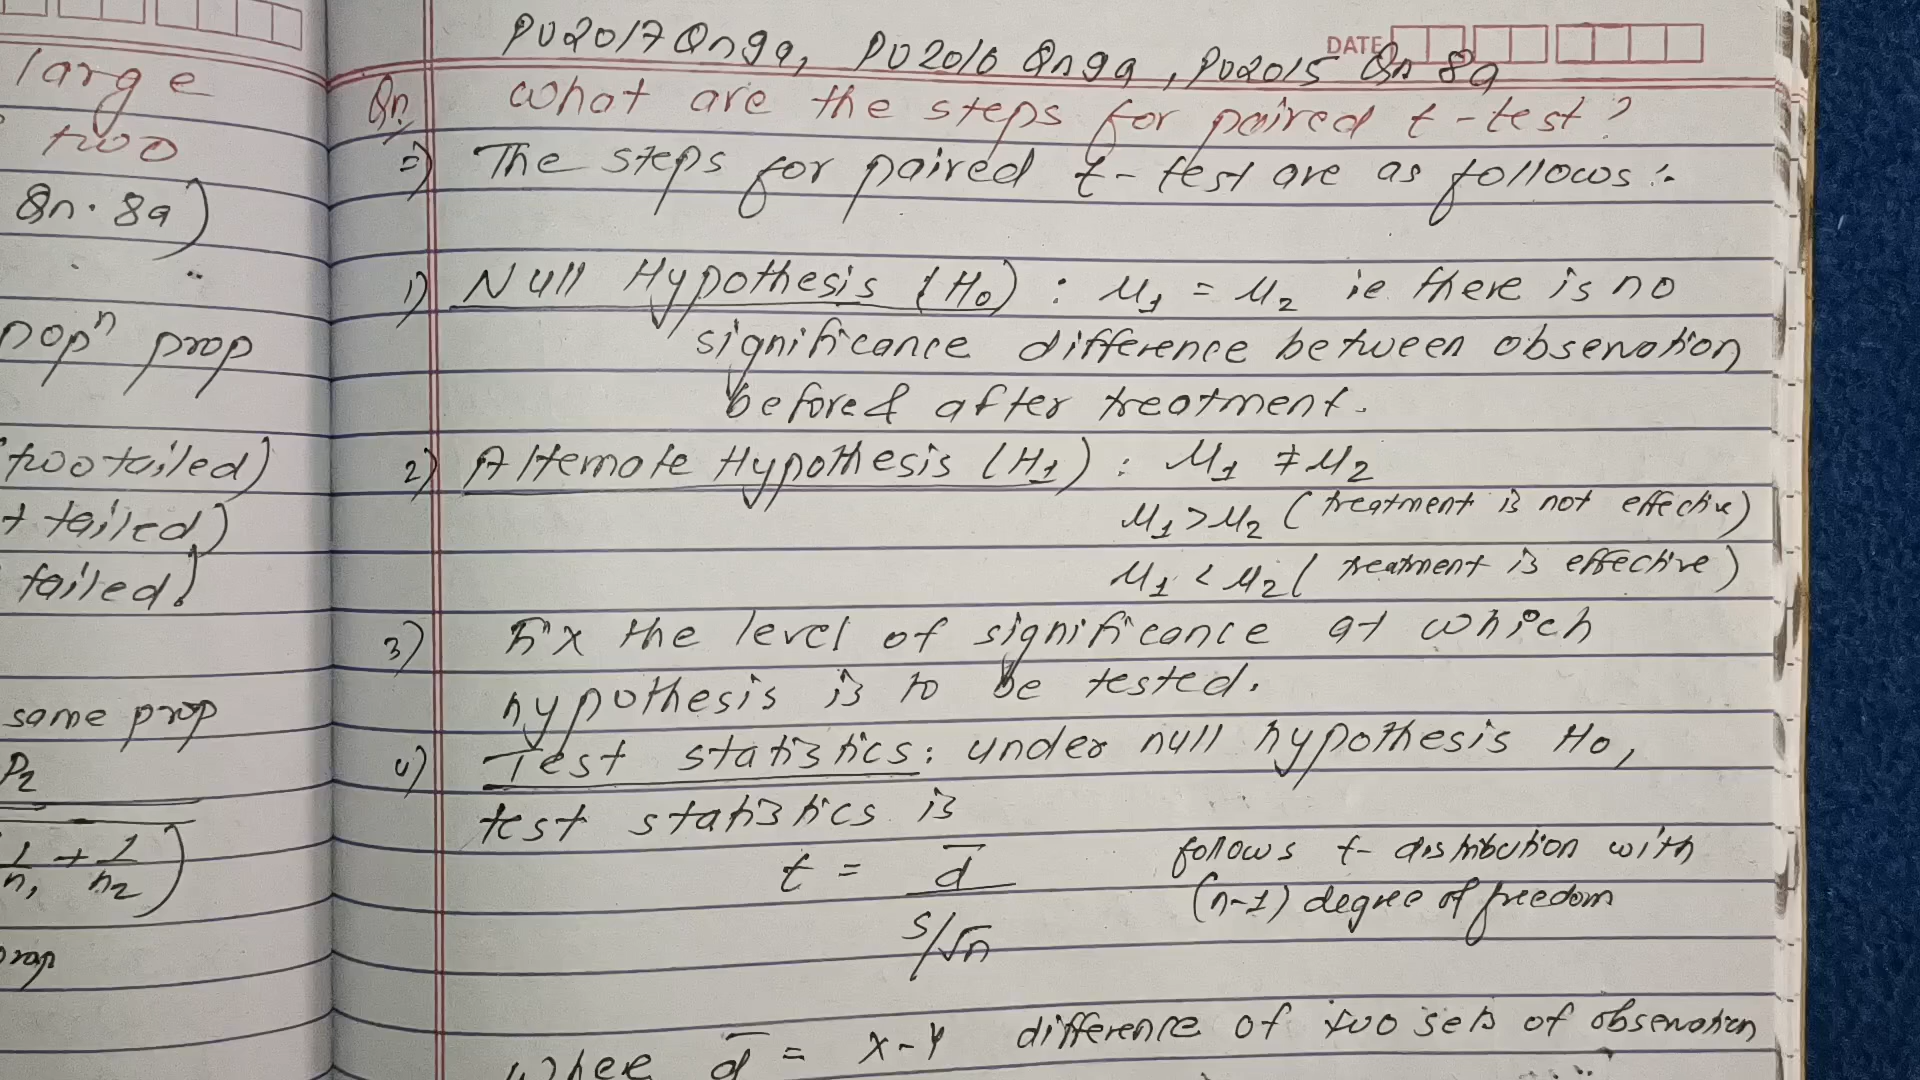 large
two
Qn. 8a)
popⁿ prop
two tailed)
t tailed)
tailed)
same prop
P2
1/n1 + 1/n2)
prop
DATE
PU2017 Qn9a, PU2016 Qn9a, PU2015 Qn 8a
Qn. What are the steps for paired t-test?
=) The steps for paired t-test are as follows:-
1) Null Hypothesis (H0) : μ1 = μ2 ie there is no
significance difference between observation
before & after treatment.
2) Alternate Hypothesis (H1) : μ1 ≠ μ2
μ1 > μ2 ( treatment is not effective)
μ1 < μ2 ( treatment is effective)
3) Fix the level of significance at which
hypothesis is to be tested.
4) Test statistics: under null hypothesis H0,
test statistics is
t = d̅ / (S/√n) follows t- distribution with
(n-1) degree of freedom
Where d̅ = x-y difference of two sets of observation